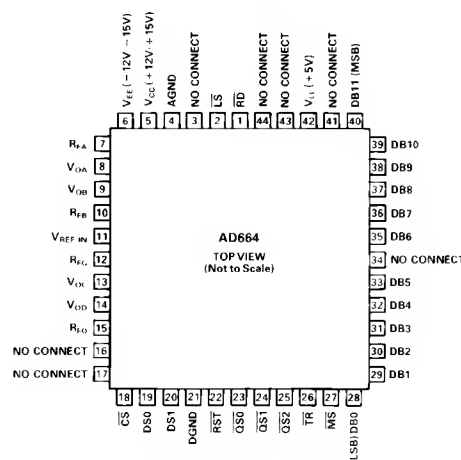 V_EE (−12V, −15V)
V_CC (+12V, +15V)
AGND
NO CONNECT
L̅S̅
R̅D̅
NO CONNECT
NO CONNECT
V_LL (+5V)
NO CONNECT
DB11 (MSB)
6 5 4 3 2 1 44 43 42 41 40
R_FA 7
V_OA 8
V_OB 9
R_FB 10
V_REF IN 11
R_FC 12
V_OC 13
V_OD 14
R_FD 15
NO CONNECT 16
NO CONNECT 17
AD664
TOP VIEW
(Not to Scale)
39 DB10
38 DB9
37 DB8
36 DB7
35 DB6
34 NO CONNECT
33 DB5
32 DB4
31 DB3
30 DB2
29 DB1
18 19 20 21 22 23 24 25 26 27 28
C̅S̅
DS0
DS1
DGND
R̅S̅T̅
Q̅S̅0̅
Q̅S̅1̅
Q̅S̅2̅
T̅R̅
M̅S̅
LSB) DB0